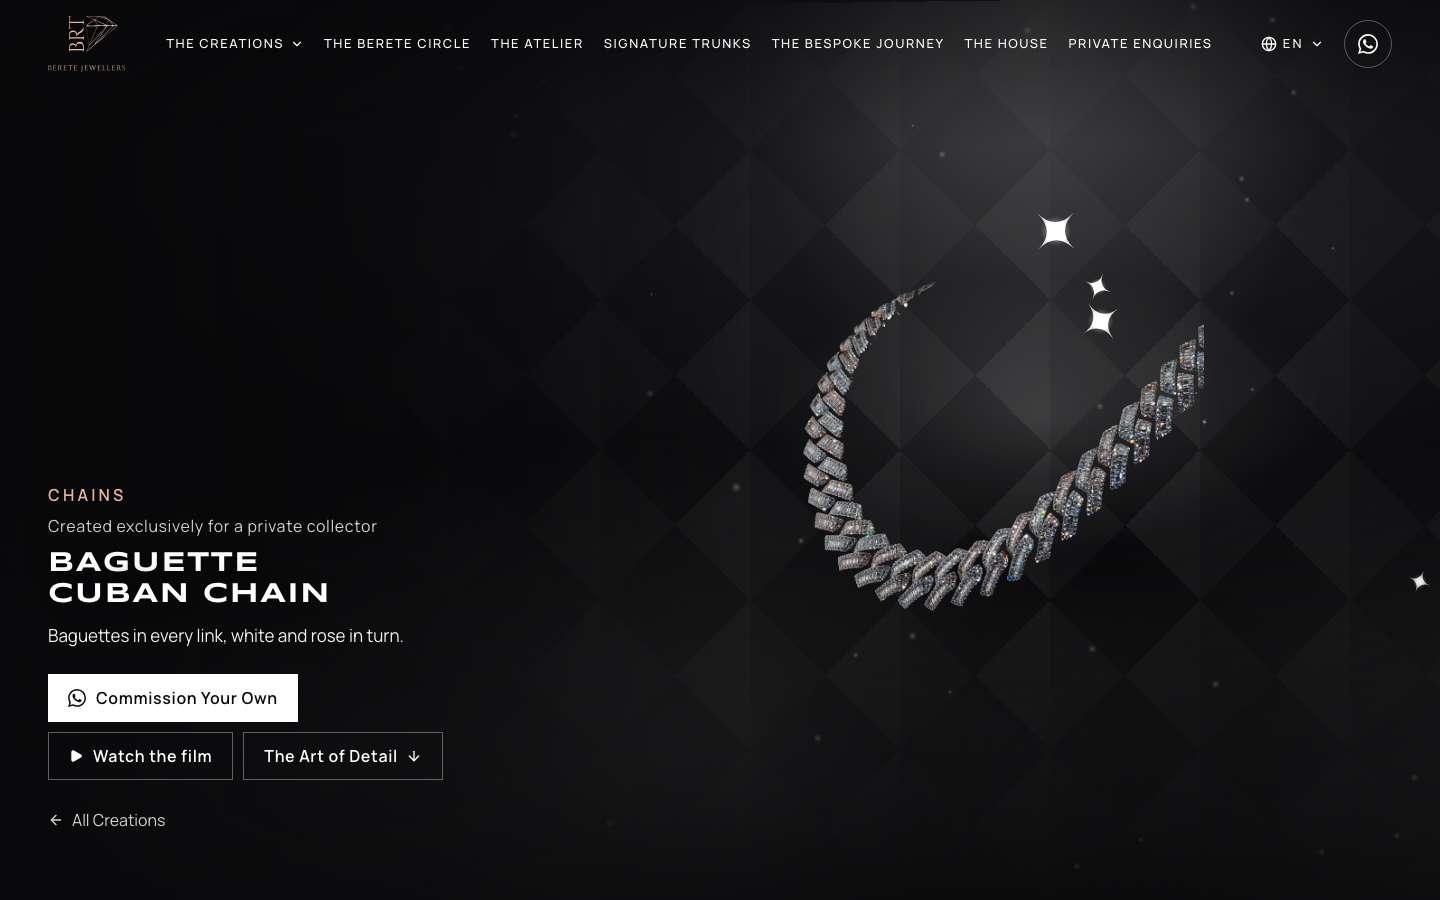 BRT
BERETE JEWELLERS
THE CREATIONS
THE BERETE CIRCLE
THE ATELIER
SIGNATURE TRUNKS
THE BESPOKE JOURNEY
THE HOUSE
PRIVATE ENQUIRIES
EN
CHAINS
Created exclusively for a private collector
BAGUETTE
CUBAN CHAIN
Baguettes in every link, white and rose in turn.
Commission Your Own
Watch the film
The Art of Detail
All Creations